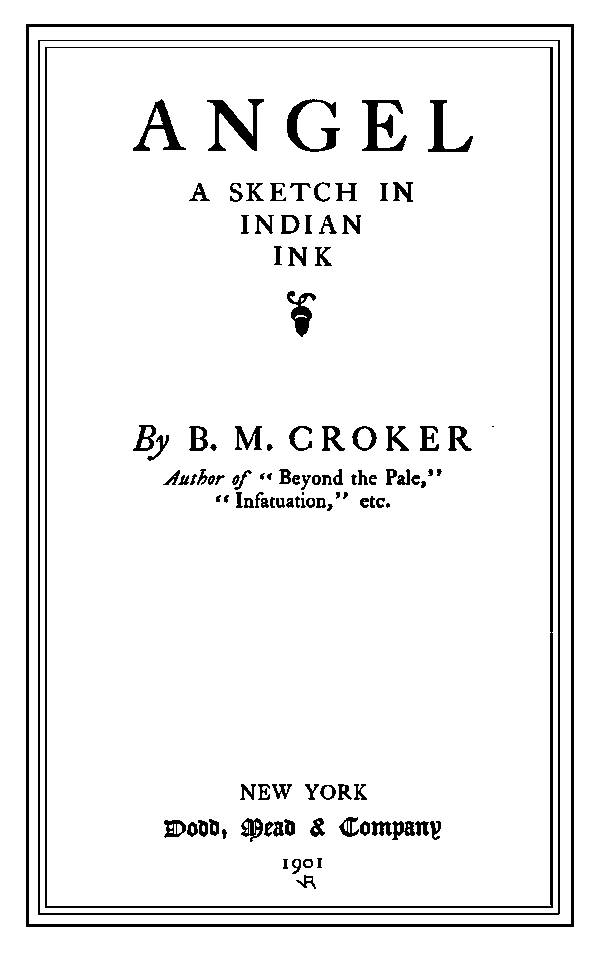 ANGEL
A SKETCH IN
INDIAN
INK
By B. M. CROKER
Author of “ Beyond the Pale,”
“ Infatuation,” etc.
NEW YORK
Dodd, Mead & Company
1901